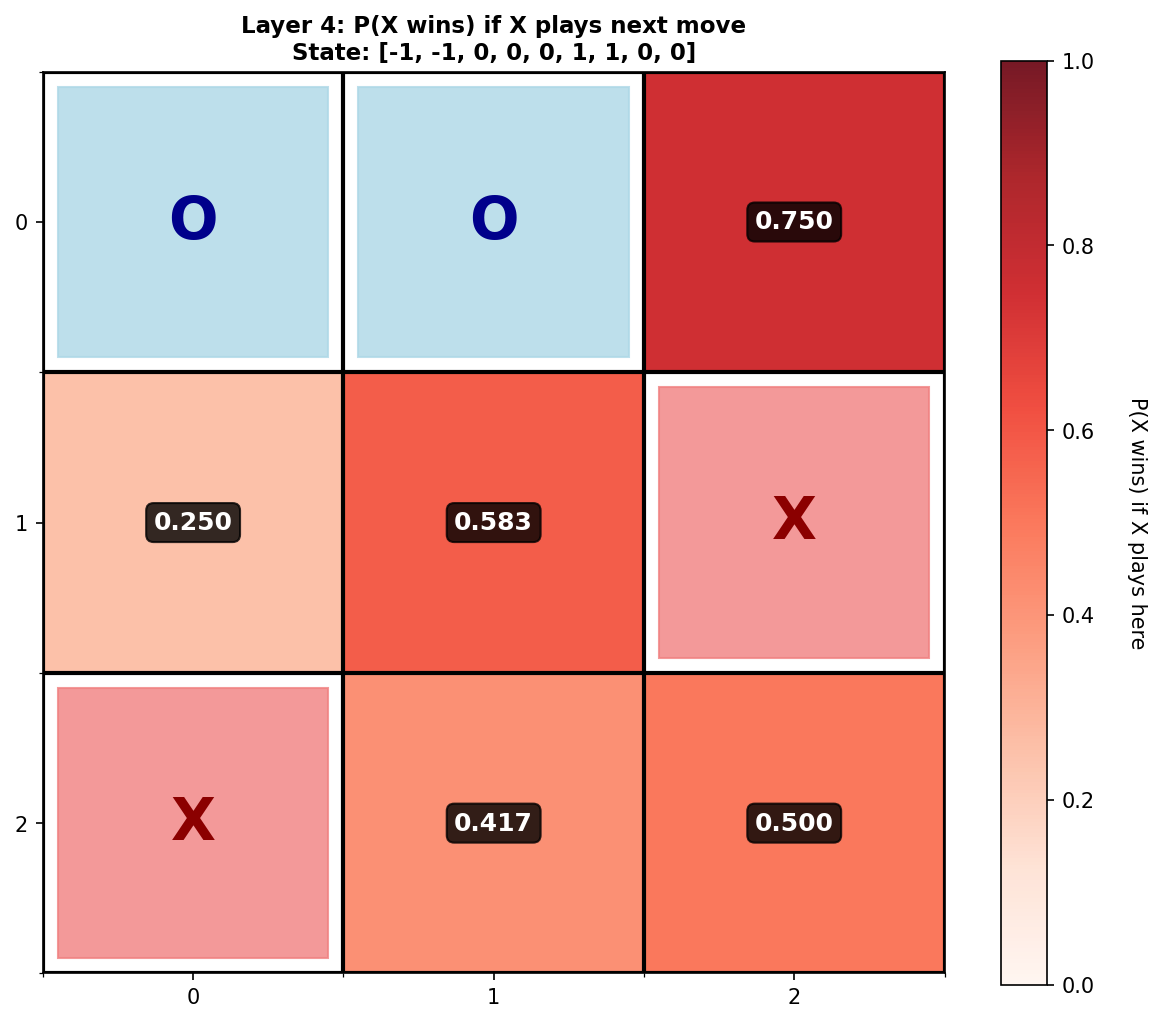 Layer 4: P(X wins) if X plays next move
State: [-1, -1, 0, 0, 0, 1, 1, 0, 0]
0
O
O
0.750
1
0.250
0.583
X
2
X
0.417
0.500
0
1
2
1.0
0.8
0.6
0.4
0.2
0.0
P(X wins) if X plays here